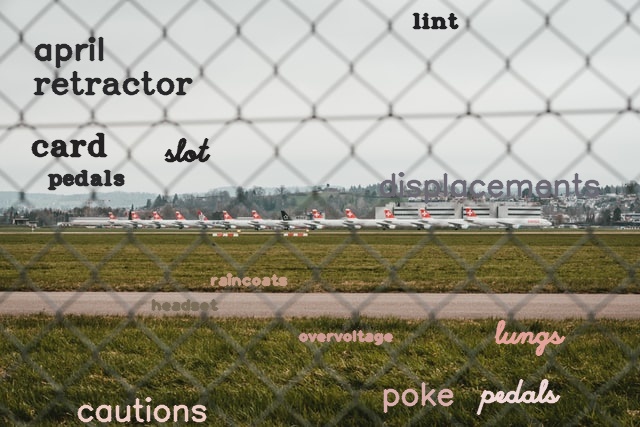 lint
april
retractor
card
slot
pedals
displacements
raincoats
headset
overvoltage
lungs
poke
pedals
cautions